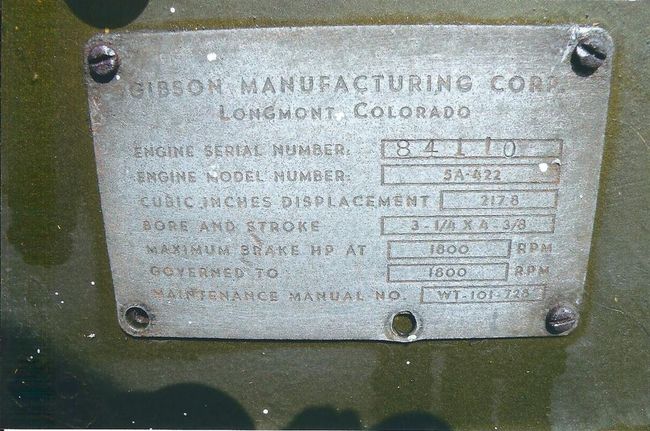 GIBSON MANUFACTURING CORP.
LONGMONT, COLORADO
ENGINE SERIAL NUMBER: 84110
ENGINE MODEL NUMBER: 5A-422
CUBIC INCHES DISPLACEMENT 217.8
BORE AND STROKE 3-1/4 X 4 3/8
MAXIMUM BRAKE HP AT 1800 RPM
GOVERNED TO 1800 RPM
MAINTENANCE MANUAL NO. WT-101-728